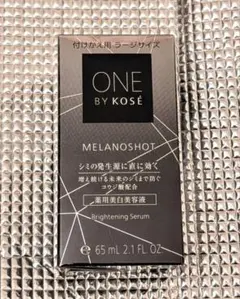 付けかえ用 ラージサイズ
ONE
BY KOSÉ
MELANOSHOT
シミの発生源に直に効く
増え続ける未来のシミまで防ぐ
コウジ酸配合
薬用美白美容液
Brightening Serum
e 65 mL 2.1 FL. OZ.